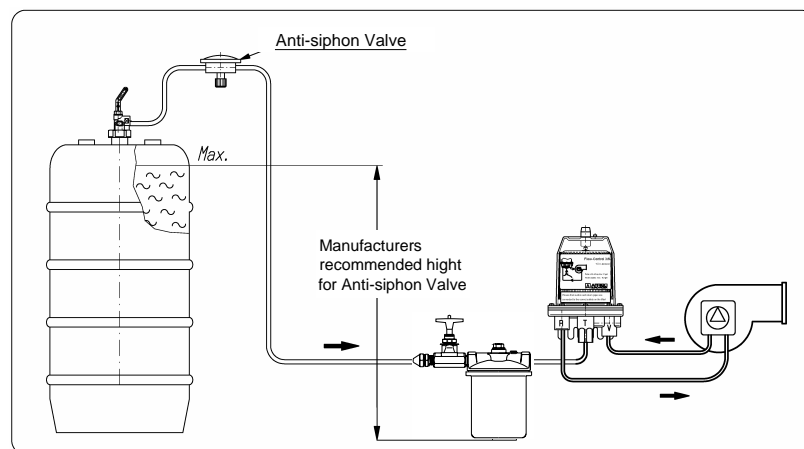 Anti-siphon Valve
Max.
Manufacturers
recommended hight
for Anti-siphon Valve
R T V